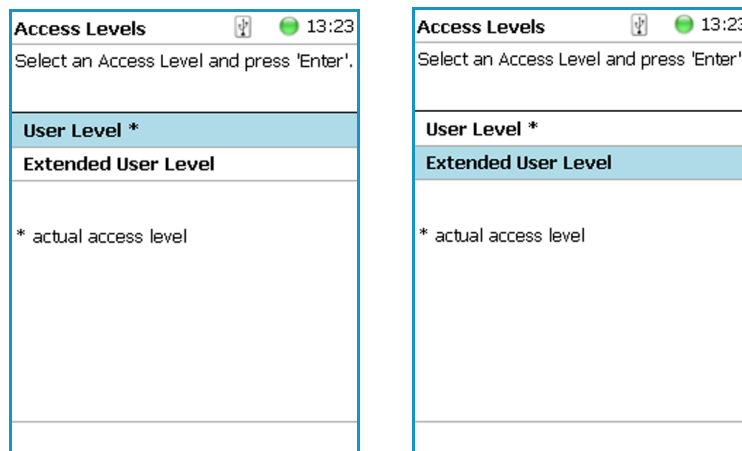 Access Levels 13:23
Select an Access Level and press 'Enter'.
User Level *
Extended User Level
* actual access level
Access Levels 13:23
Select an Access Level and press 'Enter'
User Level *
Extended User Level
* actual access level